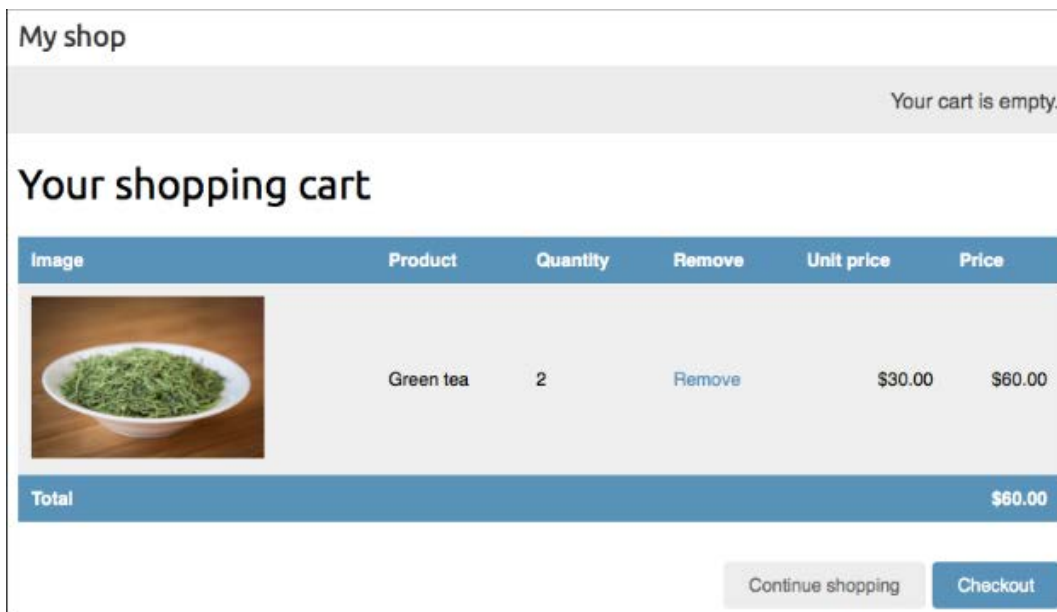 My shop
Your cart is empty.
Your shopping cart
Image Product Quantity Remove Unit price Price
Green tea 2 Remove $30.00 $60.00
Total $60.00
Continue shopping Checkout